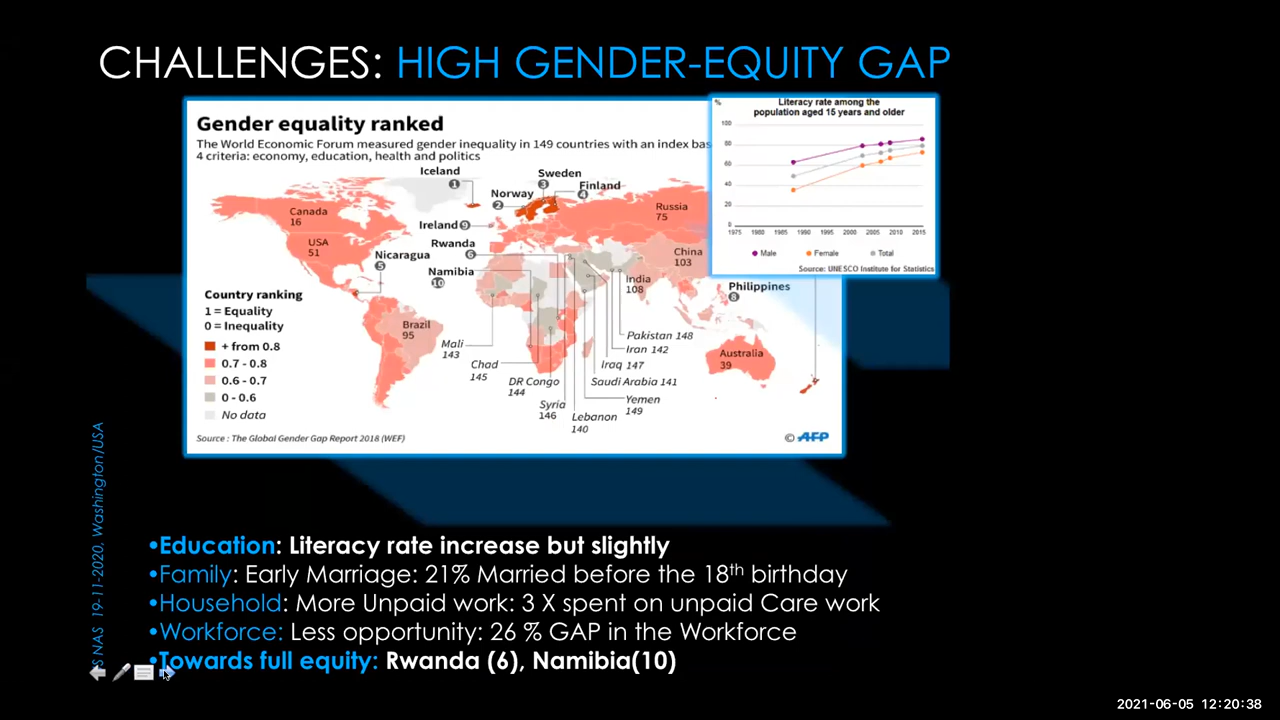 CHALLENGES: HIGH GENDER-EQUITY GAP
Gender equality ranked
The World Economic Forum measured gender inequality in 149 countries with an index bas
4 criteria: economy, education, health and politics
Iceland
1
Sweden
3
Finland
4
Norway
2
Canada
16
Russia
75
Ireland 9
USA
51
Rwanda
6
China
103
Nicaragua
5
Namibia
10
India
108
Philippines
8
Country ranking
1 = Equality
0 = Inequality
+ from 0.8
0.7 - 0.8
0.6 - 0.7
0 - 0.6
No data
Brazil
95
Mali
143
Chad
145
DR Congo
144
Syria
146
Lebanon
140
Pakistan 148
Iran 142
Iraq 147
Saudi Arabia 141
Yemen
149
Australia
39
Source : The Global Gender Gap Report 2018 (WEF)
© AFP
%
Literacy rate among the
population aged 15 years and older
100
80
60
40
20
0
1975 1980 1985 1990 1995 2000 2005 2010 2015
Male Female Total
Source: UNESCO Institute for Statistics
S NAS 19-11-2020, Washington/USA
•Education: Literacy rate increase but slightly
•Family: Early Marriage: 21% Married before the 18th birthday
•Household: More Unpaid work: 3 X spent on unpaid Care work
•Workforce: Less opportunity: 26 % GAP in the Workforce
•Towards full equity: Rwanda (6), Namibia(10)
2021-06-05 12:20:38